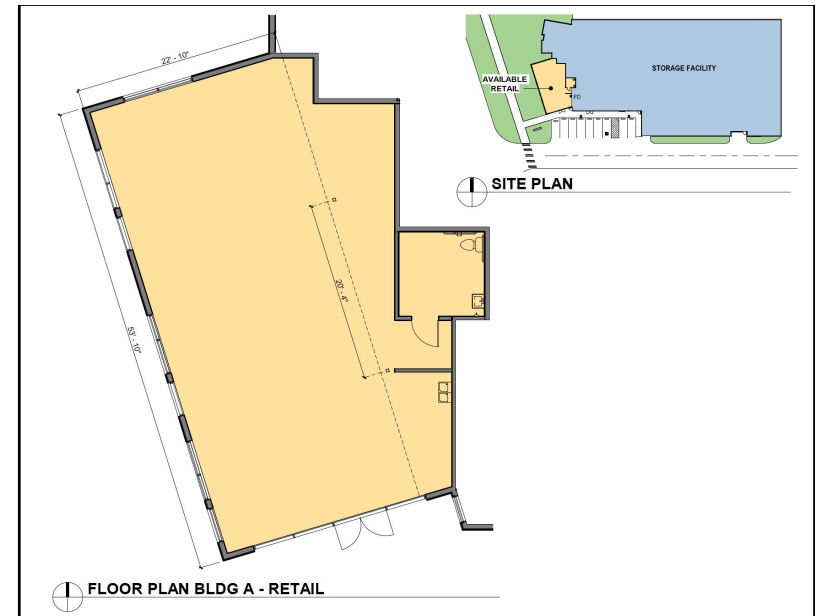 22' - 10"
STORAGE FACILITY
AVAILABLE
RETAIL
FD
SITE PLAN
20' - 4"
53' - 10"
FLOOR PLAN BLDG A - RETAIL